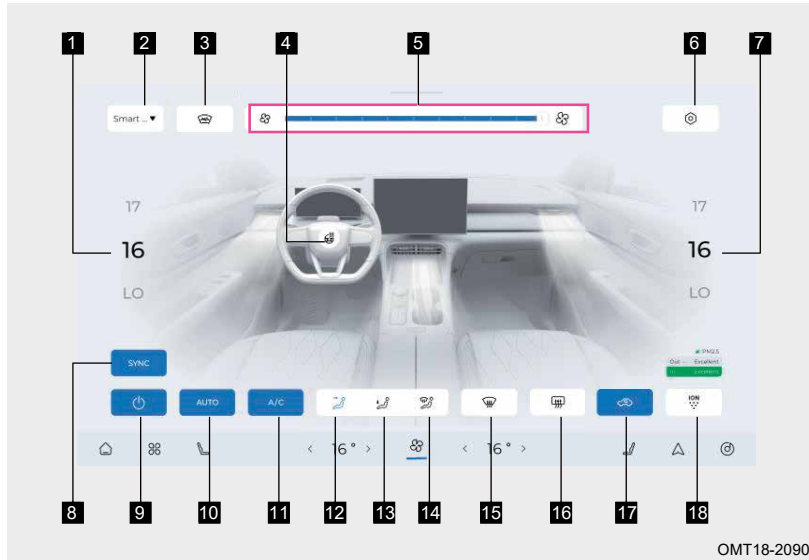 1 2 3 4 5 6 7
Smart ...▼
17 17
16 16
LO LO
PM2.5
Out Excellent
Excellent
SYNC
AUTO A/C ION
< 16° > < 16° >
8 9 10 11 12 13 14 15 16 17 18
OMT18-2090